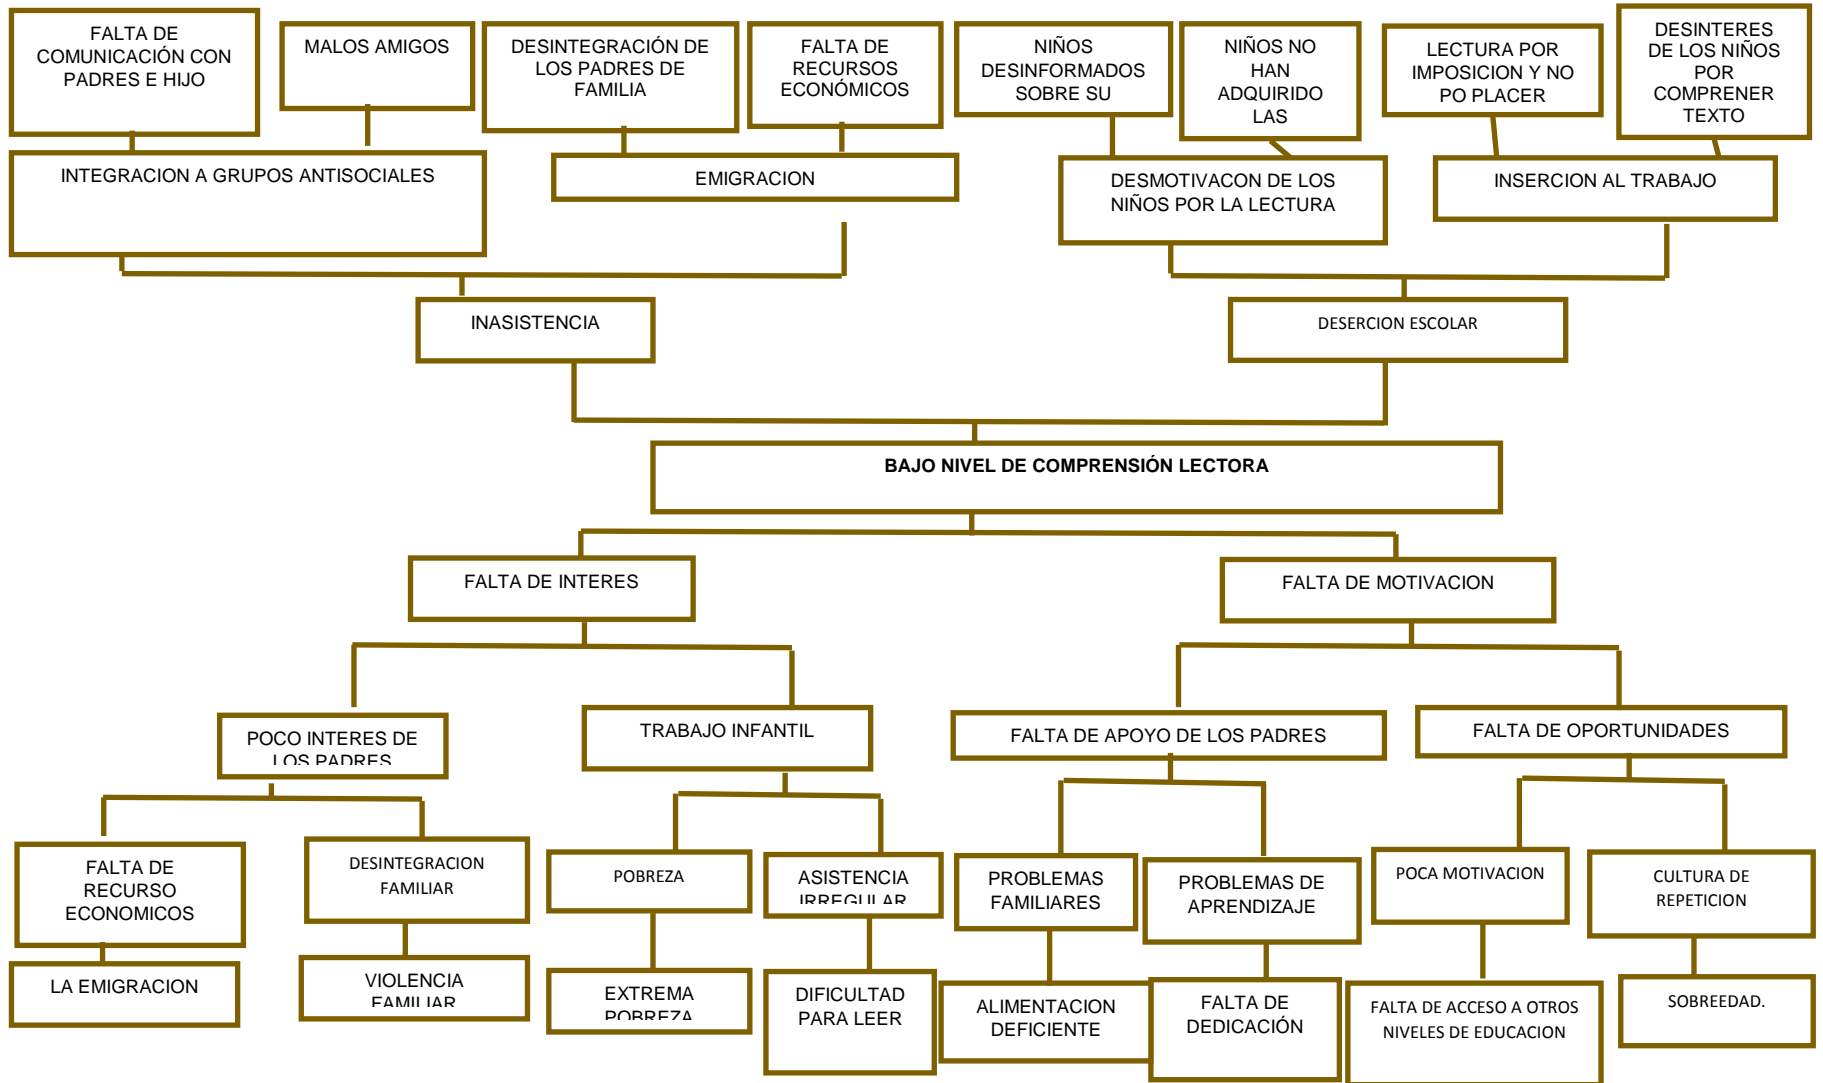 FALTA DE
COMUNICACIÓN CON
PADRES E HIJO
MALOS AMIGOS
DESINTEGRACIÓN DE
LOS PADRES DE
FAMILIA
FALTA DE
RECURSOS
ECONÓMICOS
NIÑOS
DESINFORMADOS
SOBRE SU
NIÑOS NO
HAN
ADQUIRIDO
LAS
LECTURA POR
IMPOSICION Y NO
PO PLACER
DESINTERES
DE LOS NIÑOS
POR
COMPRENER
TEXTO
INTEGRACION A GRUPOS ANTISOCIALES
EMIGRACION
DESMOTIVACON DE LOS
NIÑOS POR LA LECTURA
INSERCION AL TRABAJO
INASISTENCIA
DESERCION ESCOLAR
BAJO NIVEL DE COMPRENSIÓN LECTORA
FALTA DE INTERES
FALTA DE MOTIVACION
POCO INTERES DE
LOS PADRES
TRABAJO INFANTIL
FALTA DE APOYO DE LOS PADRES
FALTA DE OPORTUNIDADES
FALTA DE
RECURSO
ECONOMICOS
DESINTEGRACION
FAMILIAR
POBREZA
ASISTENCIA
IRREGULAR
PROBLEMAS
FAMILIARES
PROBLEMAS DE
APRENDIZAJE
POCA MOTIVACION
CULTURA DE
REPETICION
LA EMIGRACION
VIOLENCIA
FAMILIAR
EXTREMA
POBREZA
DIFICULTAD
PARA LEER
ALIMENTACION
DEFICIENTE
FALTA DE
DEDICACIÓN
FALTA DE ACCESO A OTROS
NIVELES DE EDUCACION
SOBREEDAD.